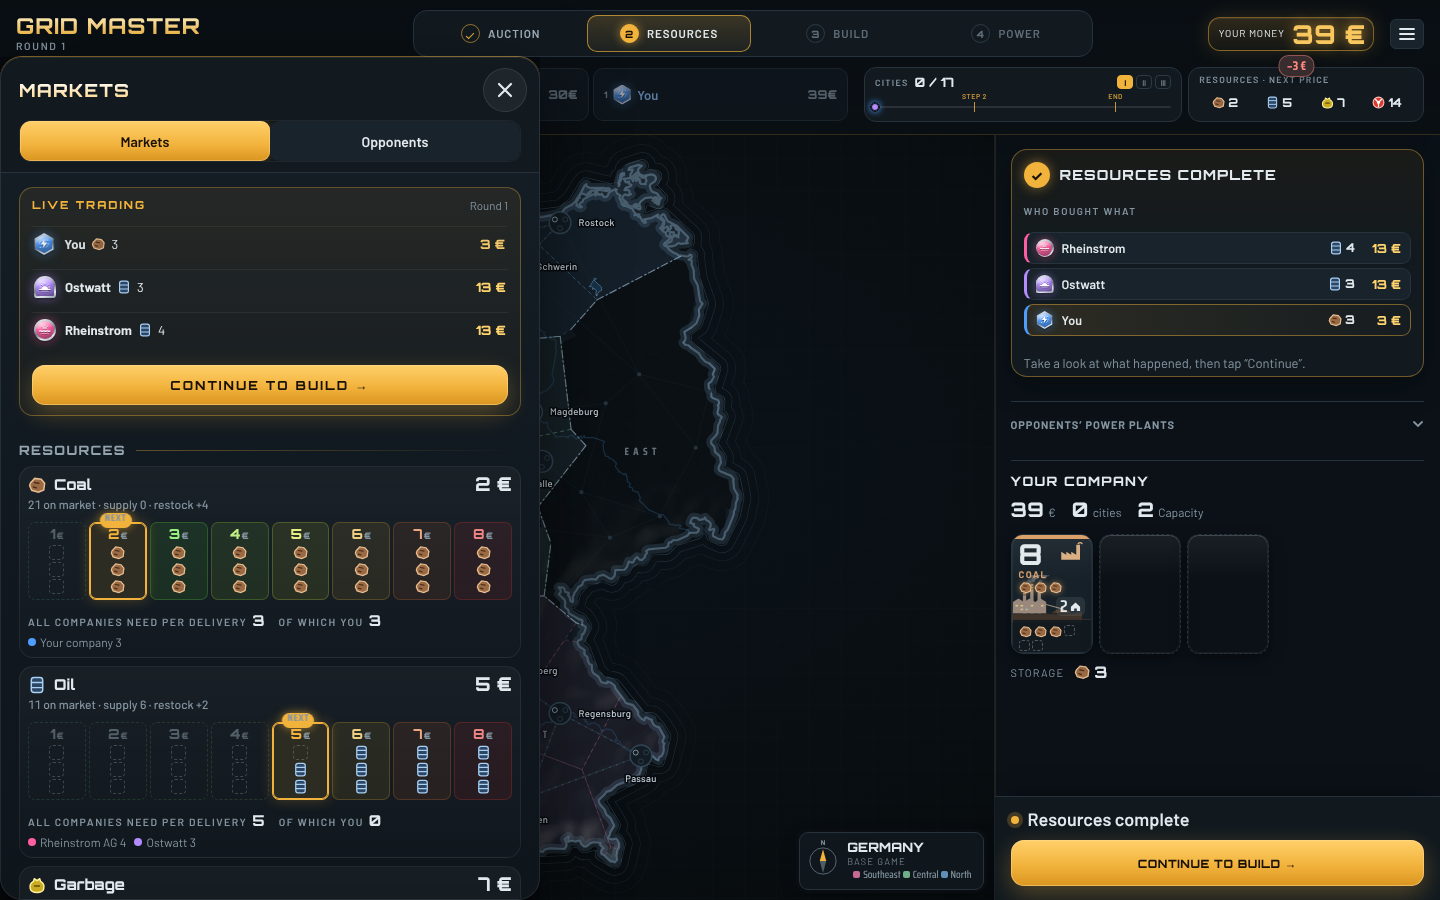 GRID MASTER
ROUND 1
AUCTION
2 RESOURCES
3 BUILD
4 POWER
YOUR MONEY 39 €
-3 €
30€
1 You 39€
CITIES 0 / 17
I II III
STEP 2 END
RESOURCES · NEXT PRICE
2 5 7 14
MARKETS
Markets Opponents
LIVE TRADING Round 1
You 3 3 €
Ostwatt 3 13 €
Rheinstrom 4 13 €
CONTINUE TO BUILD →
RESOURCES
Coal 2 €
21 on market · supply 0 · restock +4
NEXT
1€ 2€ 3€ 4€ 5€ 6€ 7€ 8€
ALL COMPANIES NEED PER DELIVERY 3 OF WHICH YOU 3
Your company 3
Oil 5 €
11 on market · supply 6 · restock +2
NEXT
1€ 2€ 3€ 4€ 5€ 6€ 7€ 8€
ALL COMPANIES NEED PER DELIVERY 5 OF WHICH YOU 0
Rheinstrom AG 4 Ostwatt 3
Garbage 7 €
Rostock
Schwerin
Magdeburg
EAST
alle
berg
Regensburg
T
Passau
en
N
GERMANY
BASE GAME
Southeast Central North
RESOURCES COMPLETE
WHO BOUGHT WHAT
Rheinstrom 4 13 €
Ostwatt 3 13 €
You 3 3 €
Take a look at what happened, then tap “Continue”.
OPPONENTS’ POWER PLANTS
YOUR COMPANY
39 € 0 cities 2 Capacity
8
COAL
2
STORAGE 3
Resources complete
CONTINUE TO BUILD →